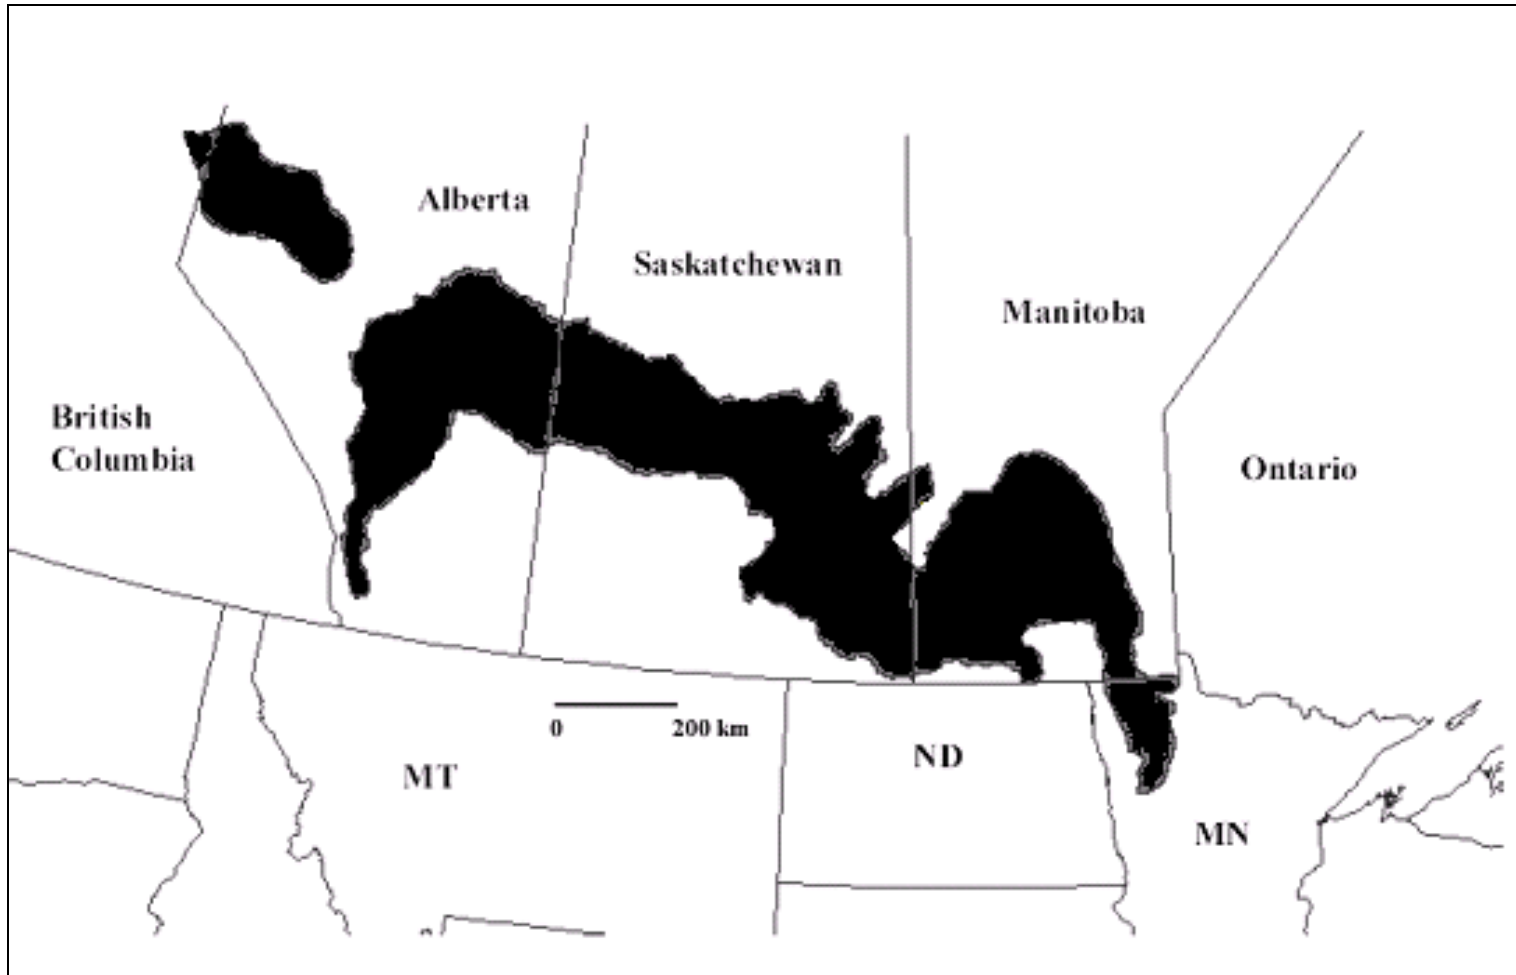 Alberta
Saskatchewan
Manitoba
British
Columbia
Ontario
0 200 km
ND
MT
MN